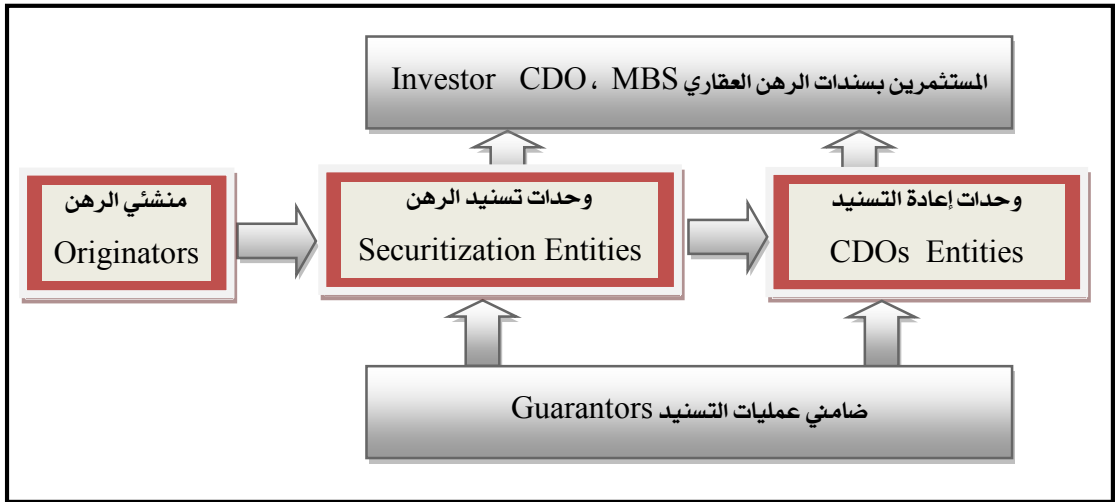 المستثمرين بسندات الرهن العقاري Investor CDO، MBS
منشئي الرهن
Originators
وحدات تسنيد الرهن
Securitization Entities
وحدات إعادة التسنيد
CDOs Entities
ضامني عمليات التسنيد Guarantors